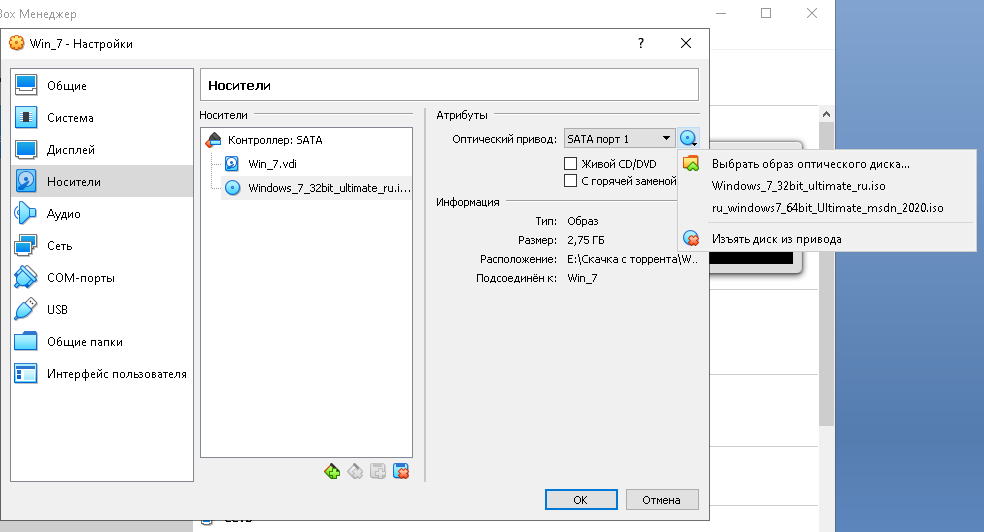 Box Менеджер
Win_7 - Настройки
?
Общие
Система
Дисплей
Носители
Аудио
Сеть
COM-порты
USB
Общие папки
Интерфейс пользователя
Носители
Носители
Контроллер: SATA
Win_7.vdi
Windows_7_32bit_ultimate_ru.i...
Атрибуты
Оптический привод: SATA порт 1
Живой CD/DVD
С горячей заменой
Информация
Тип: Образ
Размер: 2,75 ГБ
Расположение: E:\Скачка с торрента\W...
Подсоединён к: Win_7
Выбрать образ оптического диска...
Windows_7_32bit_ultimate_ru.iso
ru_windows7_64bit_Ultimate_msdn_2020.iso
Изъять диск из привода
OK
Отмена